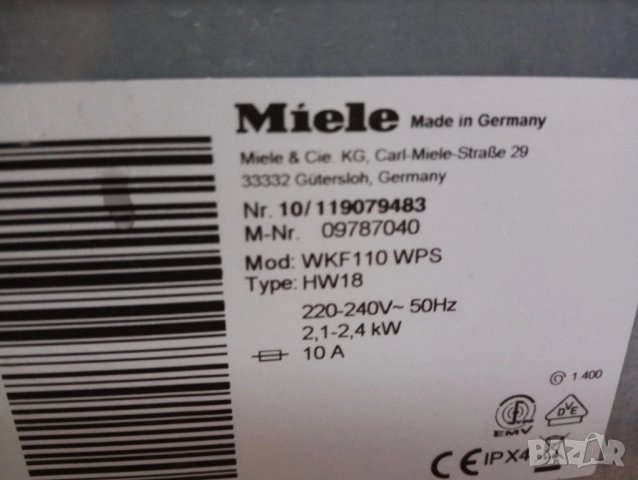 Miele Made in Germany
Miele & Cie. KG, Carl-Miele-Straße 29
33332 Gütersloh, Germany
Nr. 10/119079483
M-Nr. 09787040
Mod: WKF110 WPS
Type: HW18
220-240V~ 50Hz
2,1-2,4 kW
10 A
1.400
EMV
DVE
CE IPX4
bazar